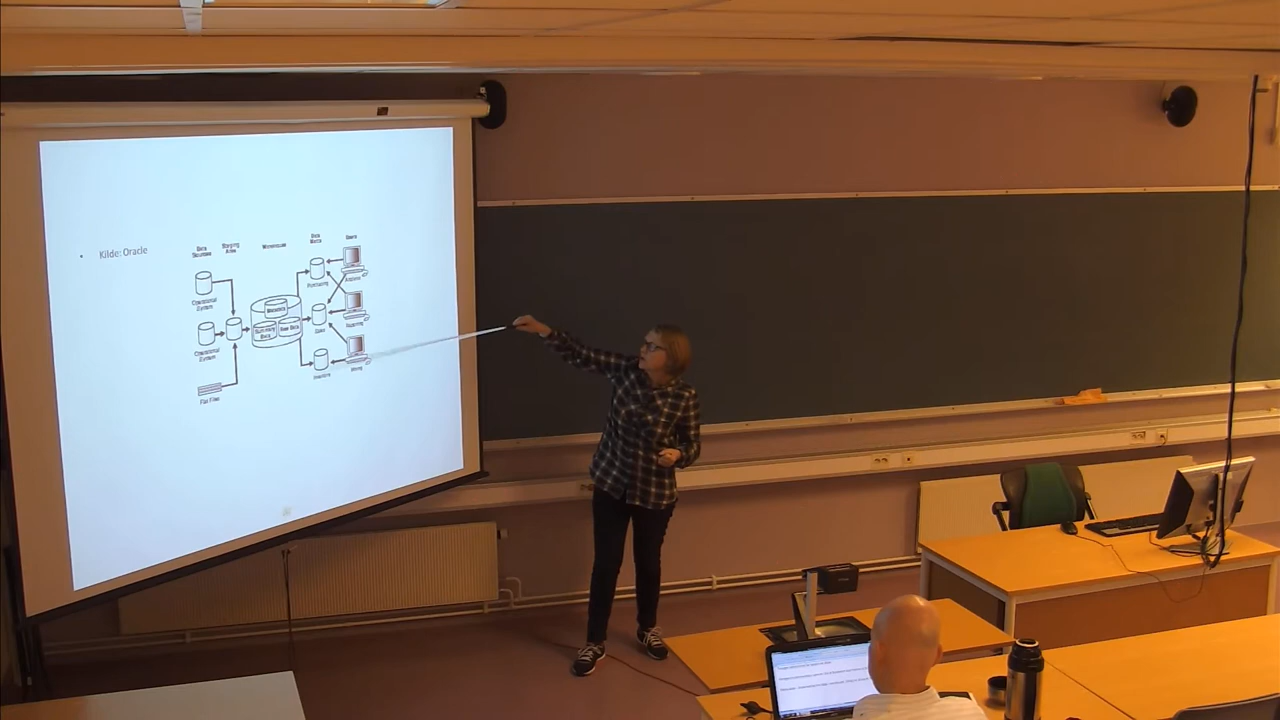 • Kilde: Oracle
Data Sources
Staging Area
Warehouse
Data Marts
Users
Operational System
Purchasing
Analysis
Metadata
Summary Data
Raw Data
Sales
Reporting
Operational System
Inventory
Mining
Flat Files